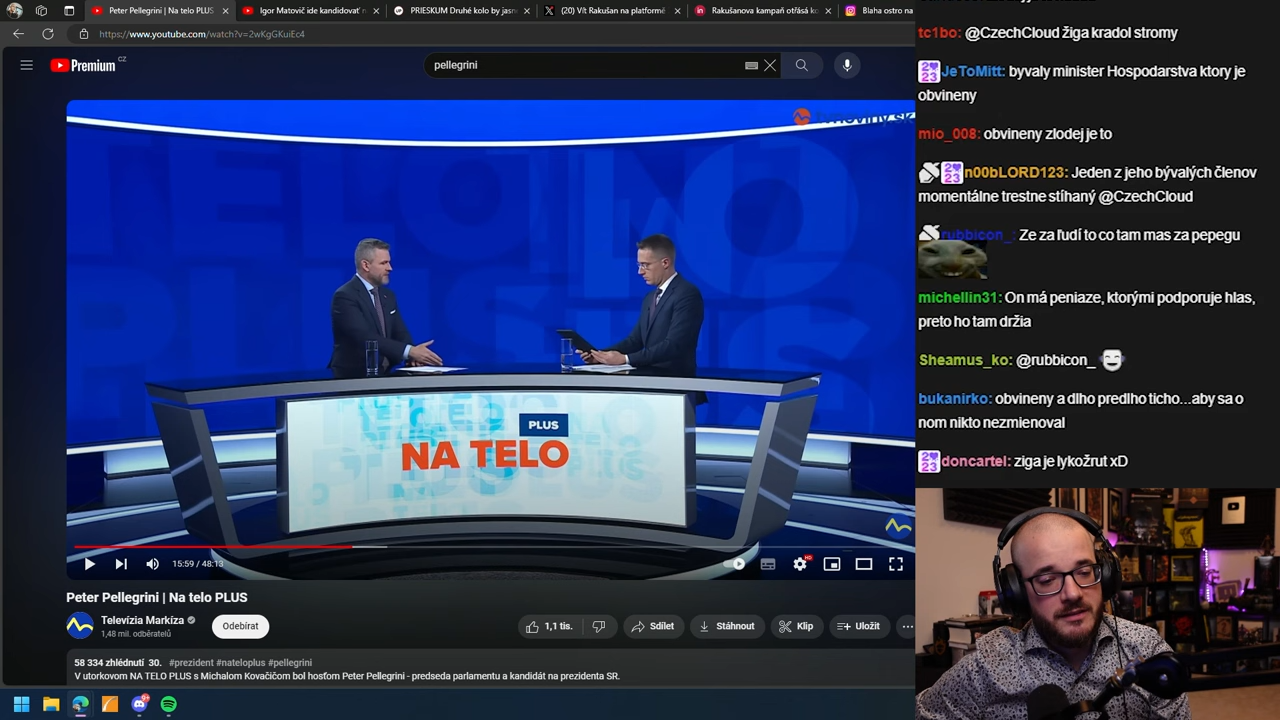 Peter Pellegrini | Na telo PLUS
Igor Matovič ide kandidovať n
PRIESKUM Druhé kolo by jasn
(20) Vít Rakušan na platformě
Rakušanova kampaň otřásá k
Blaha ostro na
https://www.youtube.com/watch?v=2wKgGKuiEc4
Premium CZ
pellegrini
PLUS
NA TELO
15:59 / 48:13
HD
Peter Pellegrini | Na telo PLUS
Televízia Markíza
1,48 mil. odběratelů
Odebírat
1,1 tis.
Sdílet
Stáhnout
Klip
Uložit
58 334 zhlédnutí 30. #prezident #nateloplus #pellegrini
V utorkovom NA TELO PLUS s Michalom Kovačičom bol hosťom Peter Pellegrini - predseda parlamentu a kandidát na prezidenta SR.
tc1bo: @CzechCloud žiga kradol stromy
JeToMitt: byvaly minister Hospodarstva ktory je
obvineny
mio_008: obvineny zlodej je to
n00bLORD123: Jeden z jeho bývalých členov
momentálne trestne stíhaný @CzechCloud
rubbicon_: Ze za ľudí to co tam mas za pepegu
michellin31: On má peniaze, ktorými podporuje hlas,
preto ho tam držia
Sheamus_ko: @rubbicon_
bukanirko: obvineny a dlho predlho ticho...aby sa o
nom nikto nezmienoval
doncartel: ziga je lykožrut xD